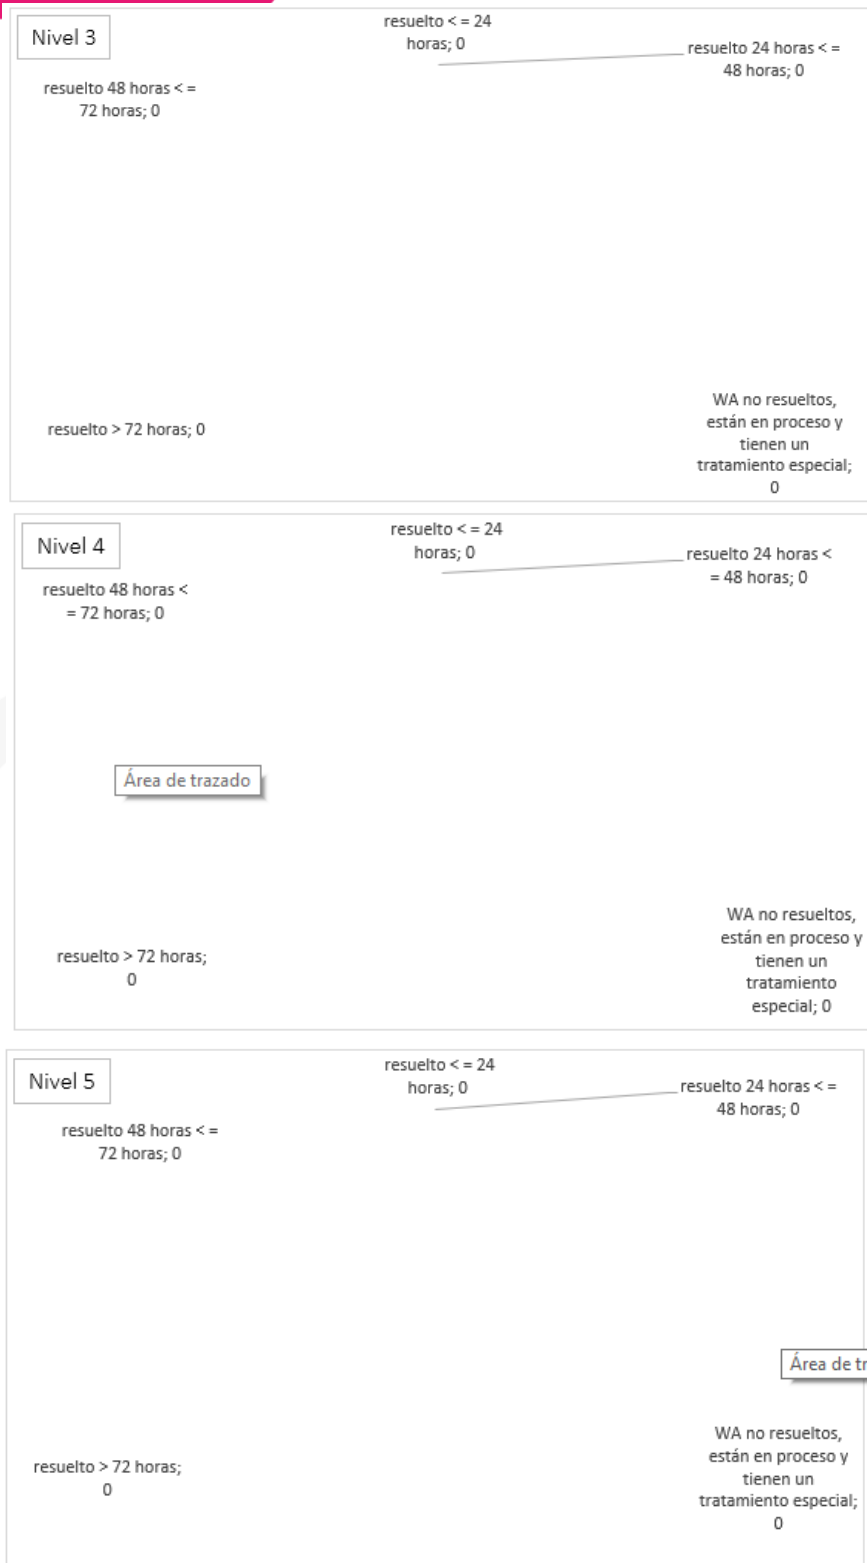 Nivel 3
resuelto < = 24
horas; 0
resuelto 24 horas < =
48 horas; 0
resuelto 48 horas < =
72 horas; 0
resuelto > 72 horas; 0
WA no resueltos,
están en proceso y
tienen un
tratamiento especial;
0
Nivel 4
resuelto < = 24
horas; 0
resuelto 24 horas <
= 48 horas; 0
resuelto 48 horas <
= 72 horas; 0
Área de trazado
resuelto > 72 horas;
0
WA no resueltos,
están en proceso y
tienen un
tratamiento
especial; 0
Nivel 5
resuelto < = 24
horas; 0
resuelto 24 horas < =
48 horas; 0
resuelto 48 horas < =
72 horas; 0
Área de tr
resuelto > 72 horas;
0
WA no resueltos,
están en proceso y
tienen un
tratamiento especial;
0